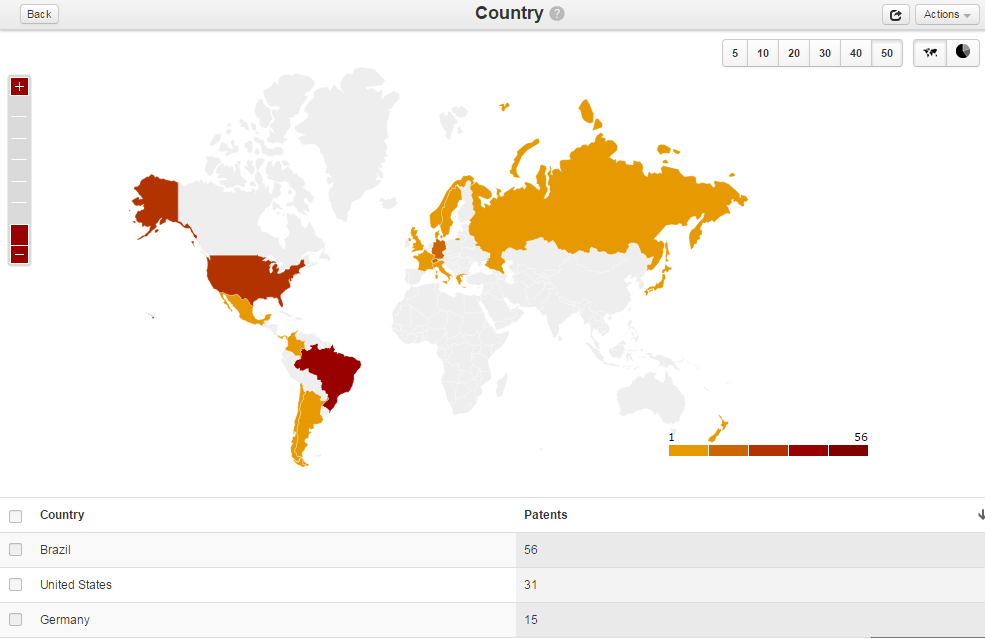 Back Country ? Actions
5 10 20 30 40 50
+
−
1 56
Country Patents
Brazil 56
United States 31
Germany 15